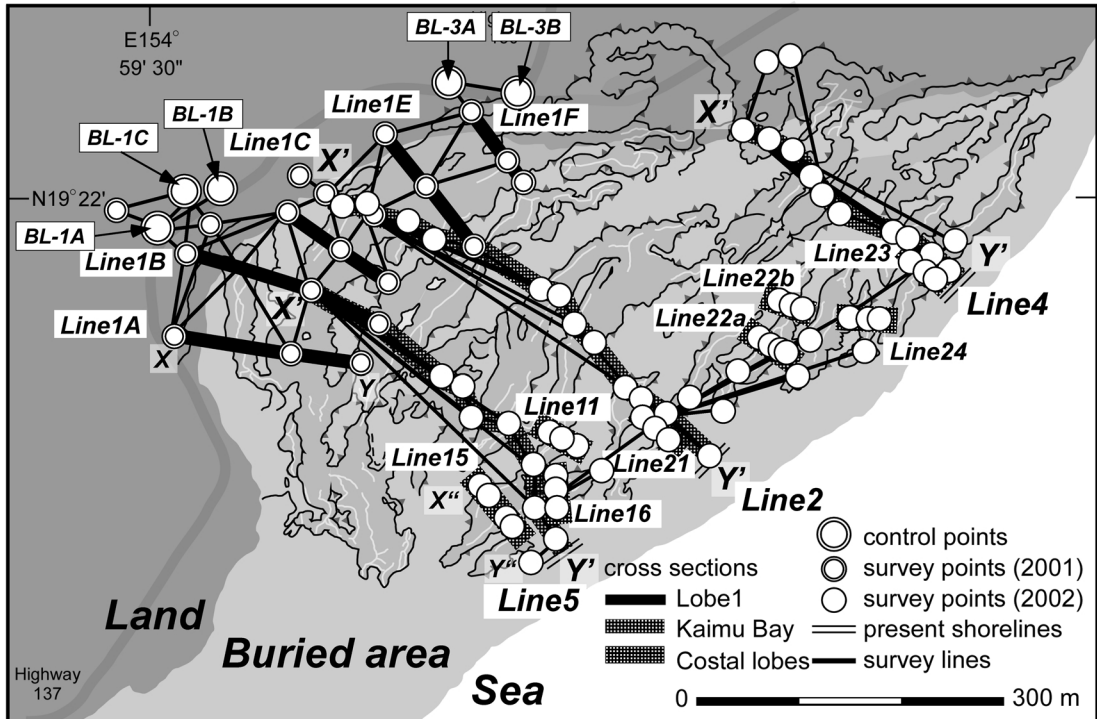 E154°
59' 30"
BL-3A
BL-3B
BL-1B
BL-1C
Line1E
Line1F
Line1C
X'
X'
N19°22'
BL-1A
Line1B
Line23
Y'
Line22b
Line4
X'
Line22a
Line1A
Line24
X
Y
Line11
Line15
Line21
X"
Y'
Line2
Line16
Y"
Y'
Line5
cross sections
Lobe1
Kaimu Bay
Costal lobes
control points
survey points (2001)
survey points (2002)
present shorelines
survey lines
Land
Buried area
Sea
Highway
137
0
300 m